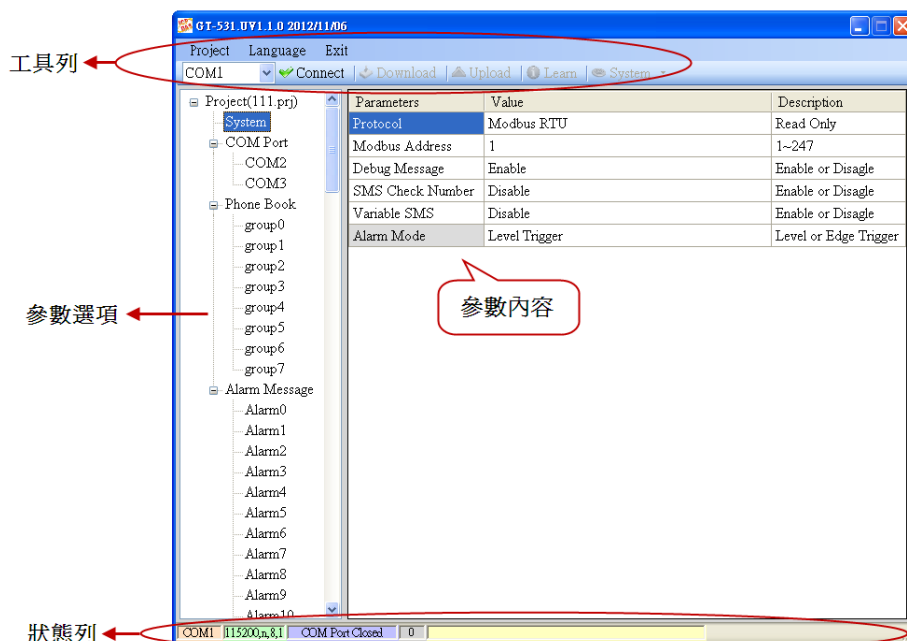 GT-531.UV1.1.0 2012/11/06
Project Language Exit
工具列
COM1 Connect Download Upload Learn System
Project(111.prj)
System
COM Port
COM2
COM3
Phone Book
group0
group1
group2
group3
group4
group5
group6
group7
Alarm Message
Alarm0
Alarm1
Alarm2
Alarm3
Alarm4
Alarm5
Alarm6
Alarm7
Alarm8
Alarm9
Alarm10
參數選項
Parameters Value Description
Protocol Modbus RTU Read Only
Modbus Address 1 1~247
Debug Message Enable Enable or Disagle
SMS Check Number Disable Enable or Disagle
Variable SMS Disable Enable or Disagle
Alarm Mode Level Trigger Level or Edge Trigger
參數內容
狀態列
COM1 115200,n,8,1 COM Port Closed 0